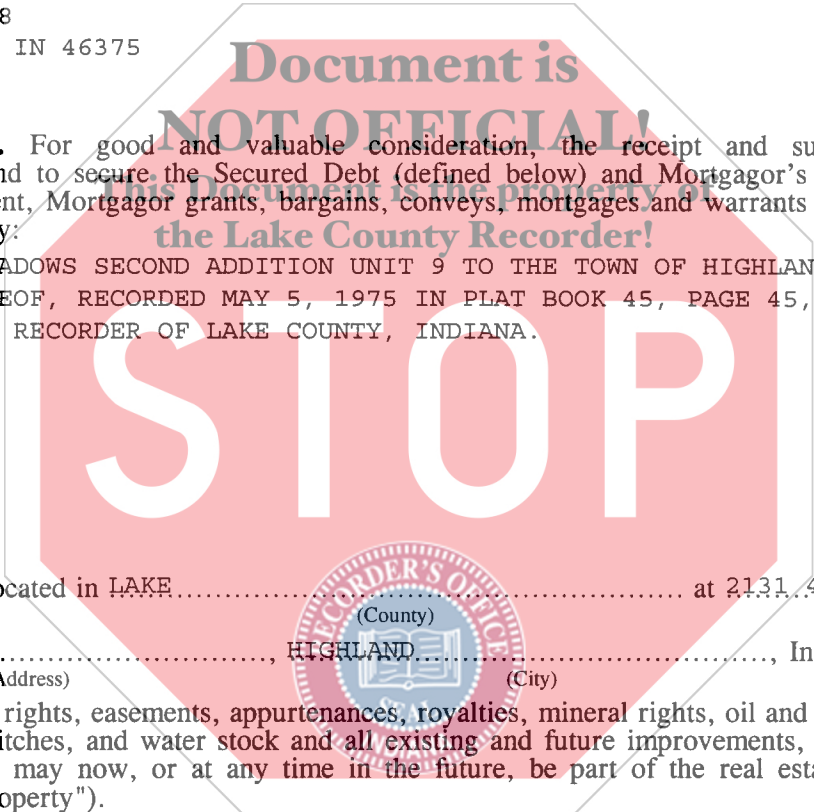 8
IN 46375
Document is
NOT OFFICIAL!
This Document is the property of
the Lake County Recorder!
. For good and valuable consideration, the receipt and su
nd to secure the Secured Debt (defined below) and Mortgagor's
ent, Mortgagor grants, bargains, conveys, mortgages and warrants
y:
ADOWS SECOND ADDITION UNIT 9 TO THE TOWN OF HIGHLAN
EOF, RECORDED MAY 5, 1975 IN PLAT BOOK 45, PAGE 45,
RECORDER OF LAKE COUNTY, INDIANA.
STOP
ocated in LAKE at 2131 4
(County)
, HIGHLAND , In
Address) (City)
rights, easements, appurtenances, royalties, mineral rights, oil and
itches, and water stock and all existing and future improvements,
may now, or at any time in the future, be part of the real esta
operty").
RECORDER'S OFFICE
SEAL
INDIANA